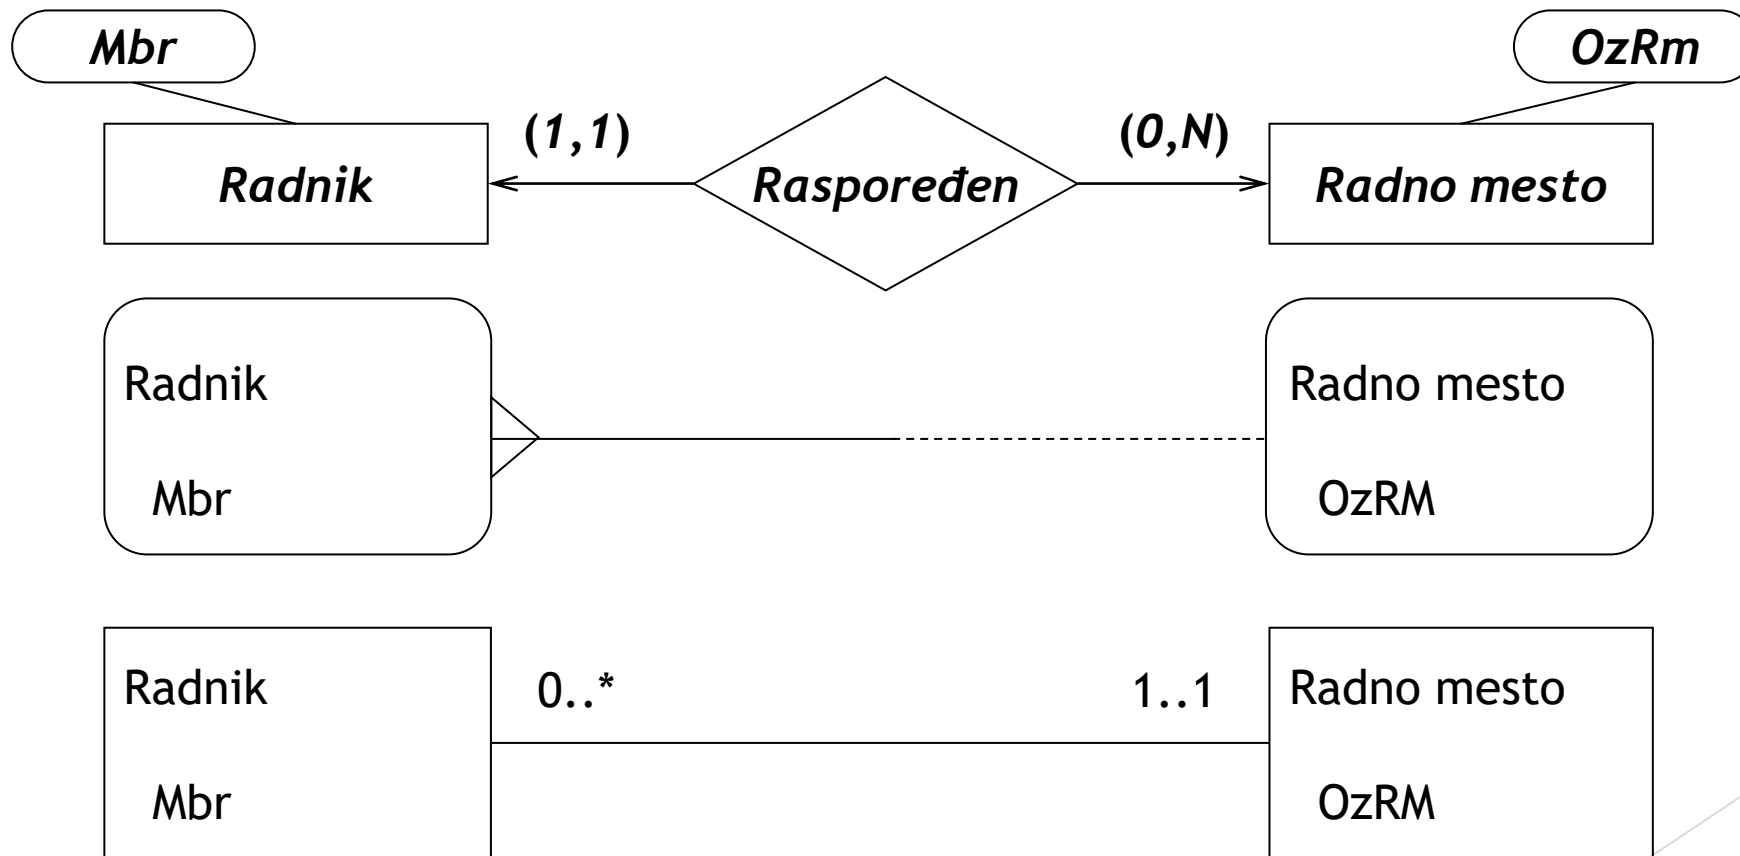 Mbr OzRm
(1,1) (0,N)
Radnik Raspoređen Radno mesto
Radnik Radno mesto
Mbr OzRM
Radnik 0..* 1..1 Radno mesto
Mbr OzRM